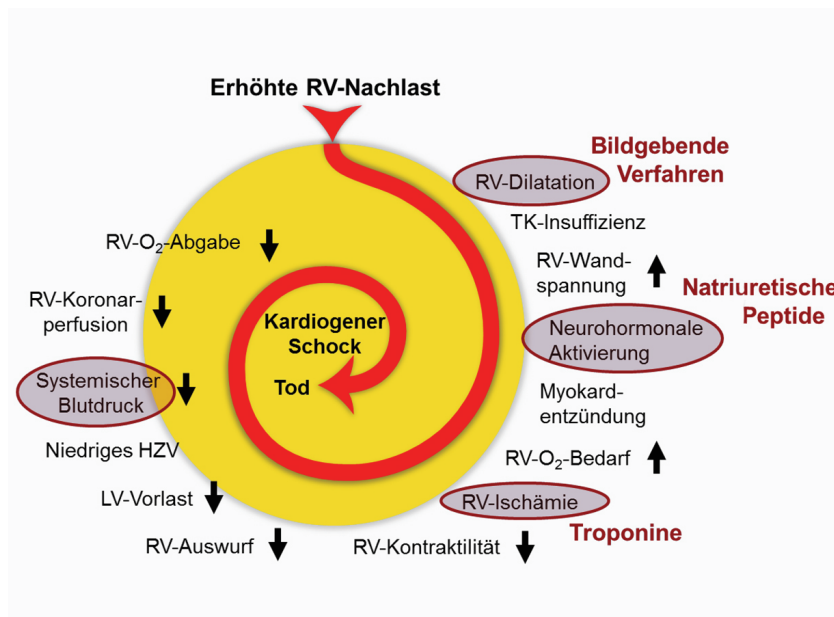 Erhöhte RV-Nachlast
Bildgebende
Verfahren
RV-Dilatation
TK-Insuffizienz
RV-Wand-
spannung
Natriuretische
Peptide
Neurohormonale
Aktivierung
Myokard-
entzündung
RV-O₂-Bedarf
RV-Ischämie
Troponine
RV-Kontraktilität
RV-Auswurf
LV-Vorlast
Niedriges HZV
Systemischer
Blutdruck
RV-Koronar-
perfusion
RV-O₂-Abgabe
Kardiogener
Schock
Tod